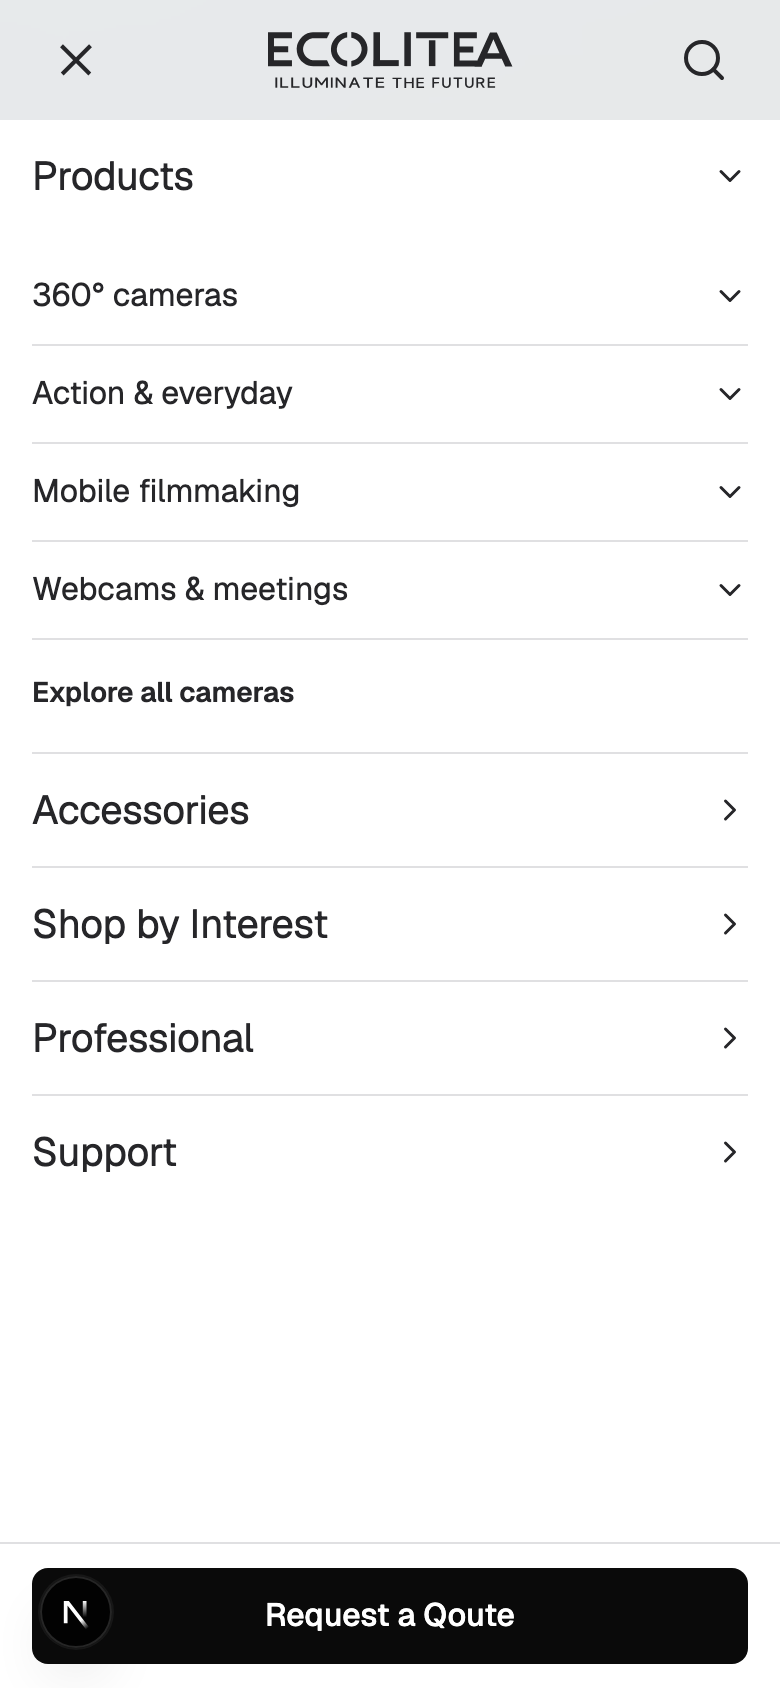 ECOLITEA
ILLUMINATE THE FUTURE
Products
360° cameras
Action & everyday
Mobile filmmaking
Webcams & meetings
Explore all cameras
Accessories
Shop by Interest
Professional
Support
N
Request a Qoute